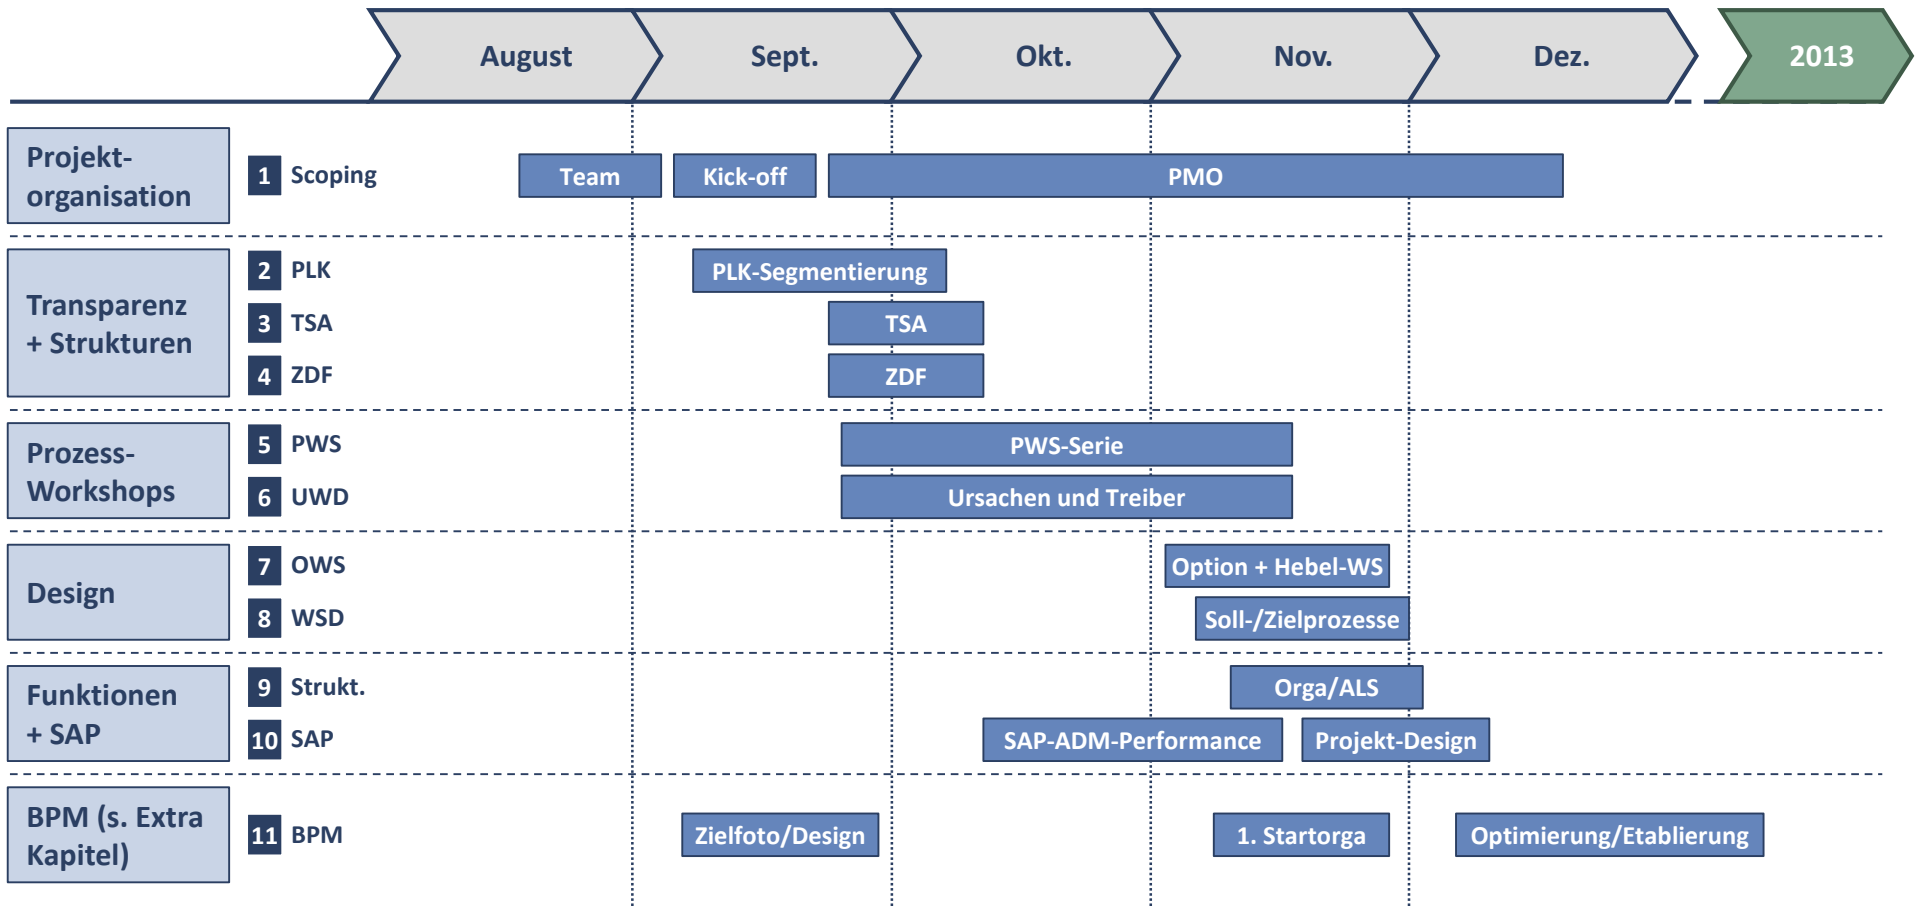 August
Sept.
Okt.
Nov.
Dez.
2013
Projekt-
organisation
1 Scoping
Team
Kick-off
PMO
Transparenz
+ Strukturen
2 PLK
PLK-Segmentierung
3 TSA
TSA
4 ZDF
ZDF
Prozess-
Workshops
5 PWS
PWS-Serie
6 UWD
Ursachen und Treiber
Design
7 OWS
Option + Hebel-WS
8 WSD
Soll-/Zielprozesse
Funktionen
+ SAP
9 Strukt.
Orga/ALS
10 SAP
SAP-ADM-Performance
Projekt-Design
BPM (s. Extra
Kapitel)
11 BPM
Zielfoto/Design
1. Startorga
Optimierung/Etablierung